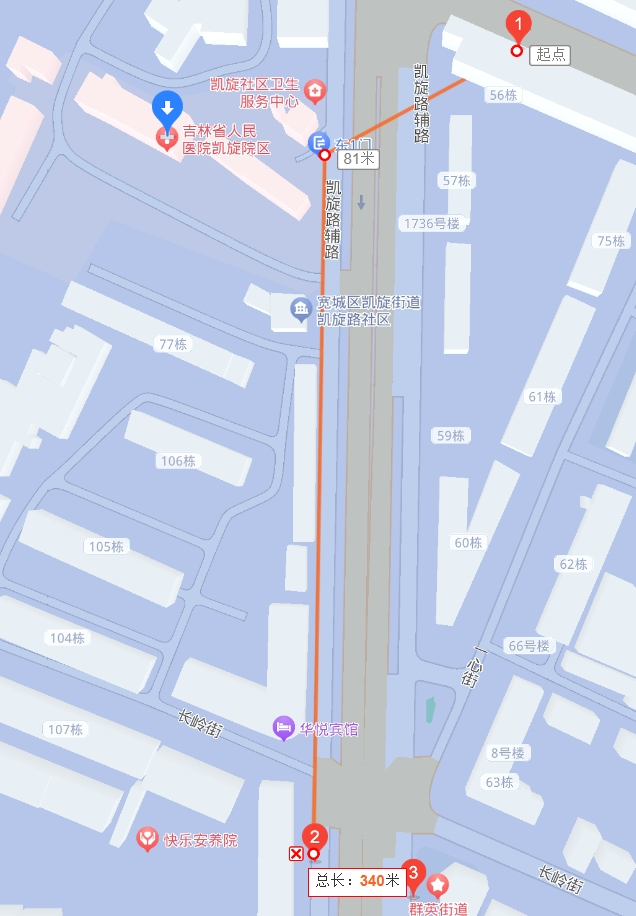 1
起点
凯旋路辅路
56栋
凯旋社区卫生
服务中心
吉林省人民
医院凯旋院区
东1门
81米
57栋
凯旋路辅路
1736号楼
75栋
宽城区凯旋街道
凯旋路社区
77栋
61栋
59栋
106栋
105栋
60栋
62栋
104栋
66号楼
一心街
长岭街
107栋
华悦宾馆
8号楼
63栋
2
快乐安养院
总长：340米
3
长岭街
群英街道